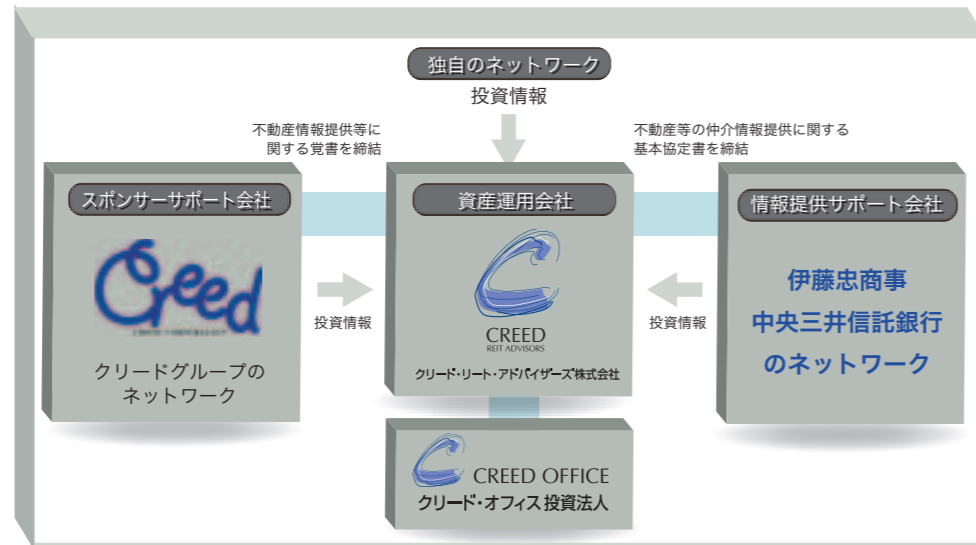 独自のネットワーク
投資情報
不動産情報提供等に
関する覚書を締結
不動産等の仲介情報提供に関する
基本協定書を締結
スポンサーサポート会社
Creed
クリードグループの
ネットワーク
投資情報
資産運用会社
CREED
REIT ADVISORS
クリード・リート・アドバイザーズ株式会社
投資情報
情報提供サポート会社
伊藤忠商事
中央三井信託銀行
のネットワーク
CREED OFFICE
クリード・オフィス投資法人